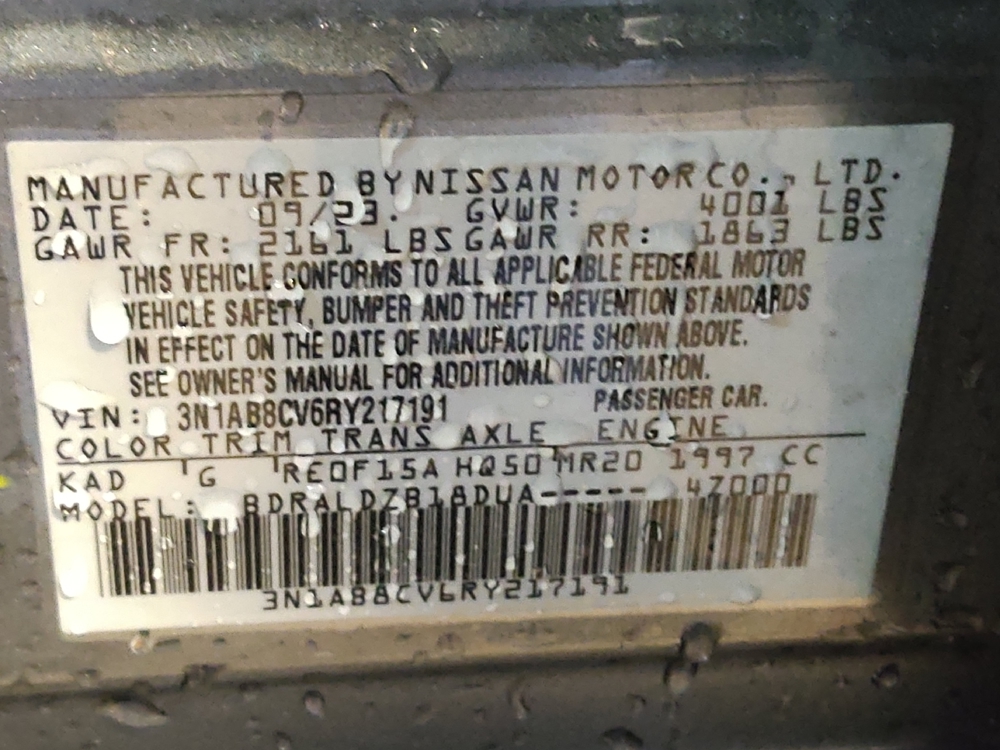 MANUFACTURED BY NISSAN MOTOR CO., LTD.
DATE: 09/23. GVWR: 4001 LBS
GAWR FR: 2161 LBS GAWR RR: 1863 LBS
THIS VEHICLE CONFORMS TO ALL APPLICABLE FEDERAL MOTOR
VEHICLE SAFETY, BUMPER AND THEFT PREVENTION STANDARDS
IN EFFECT ON THE DATE OF MANUFACTURE SHOWN ABOVE.
SEE OWNER'S MANUAL FOR ADDITIONAL INFORMATION.
VIN: 3N1AB8CV6RY217191 PASSENGER CAR.
COLOR TRIM TRANS AXLE ENGINE
KAD G RE0F15A HQ50 MR20 1997 CC
MODEL: BDRALDZB18DUA----- 4Z000
3N1AB8CV6RY217191